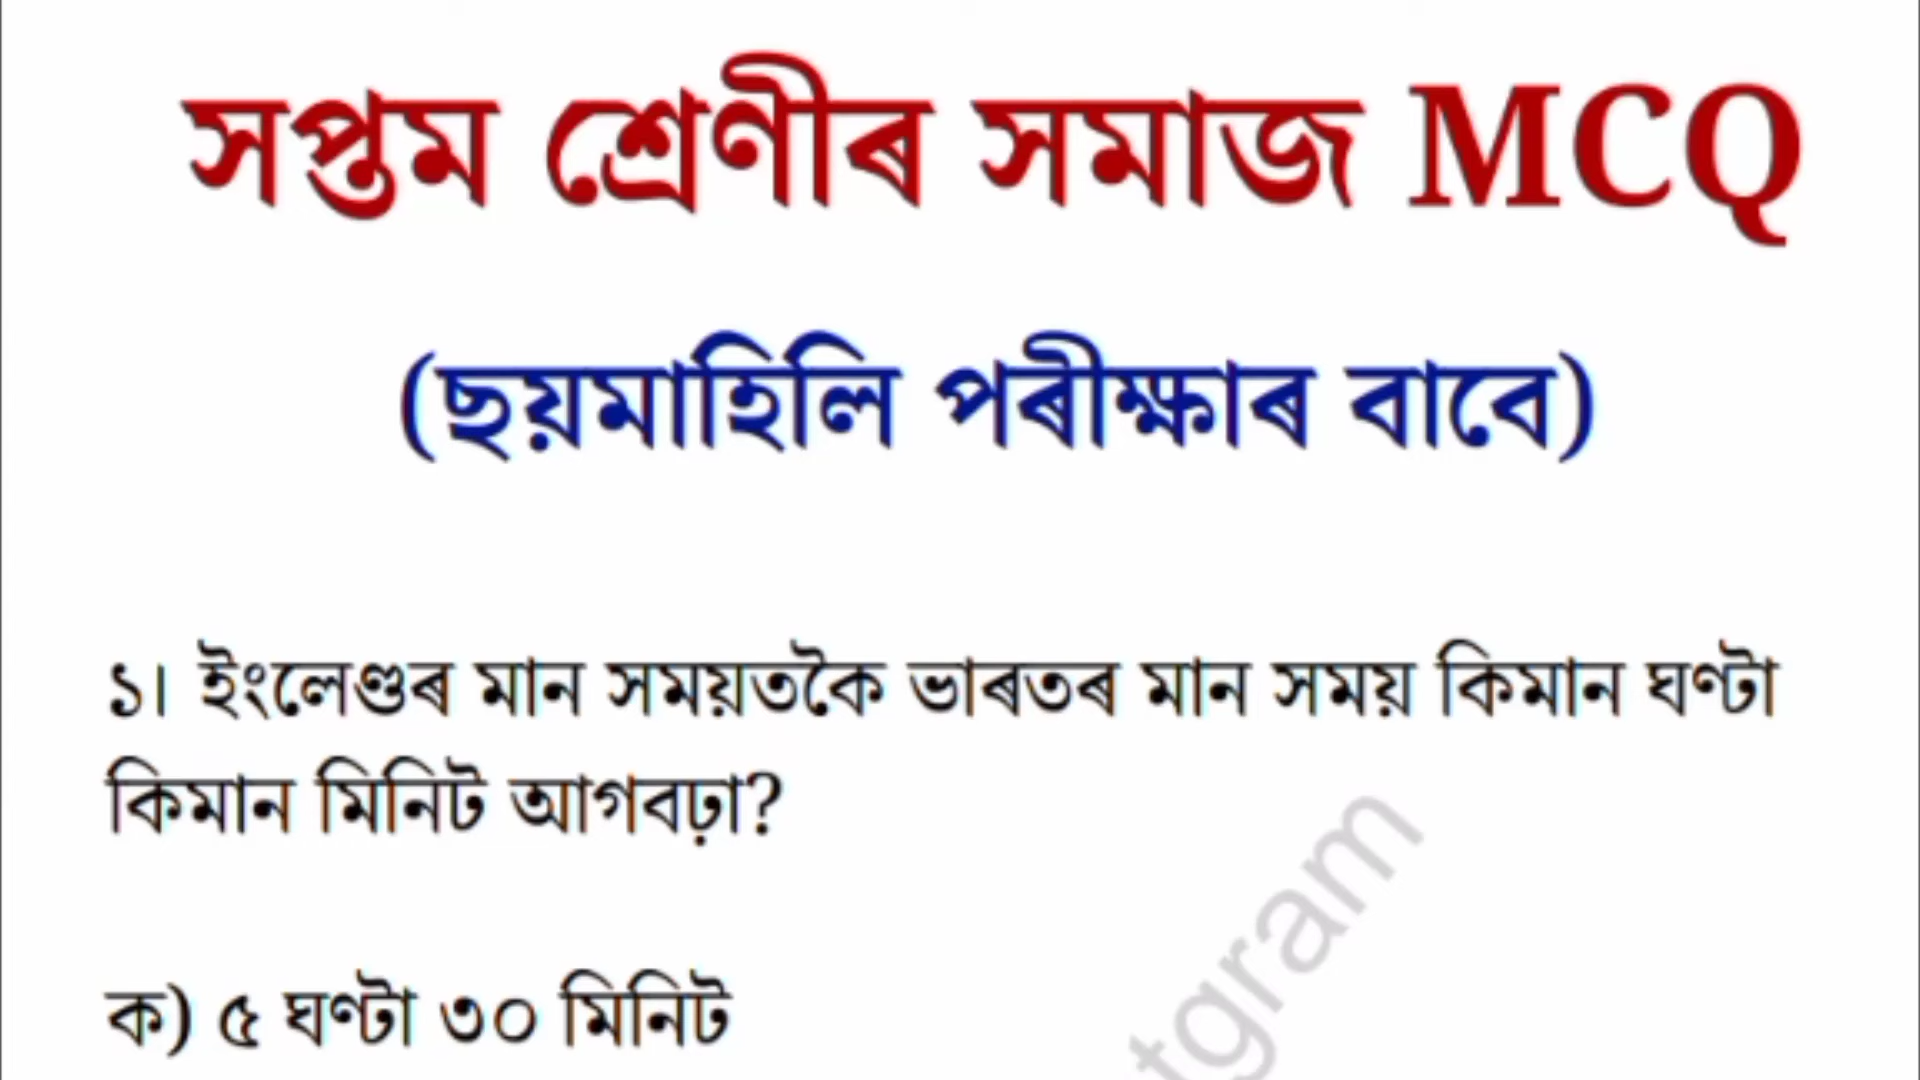 সপ্তম শ্ৰেণীৰ সমাজ MCQ
(ছয়মাহিলি পৰীক্ষাৰ বাবে)
১। ইংলেণ্ডৰ মান সময়তকৈ ভাৰতৰ মান সময় কিমান ঘণ্টা
কিমান মিনিট আগবঢ়া?
ক) ৫ ঘণ্টা ৩০ মিনিট